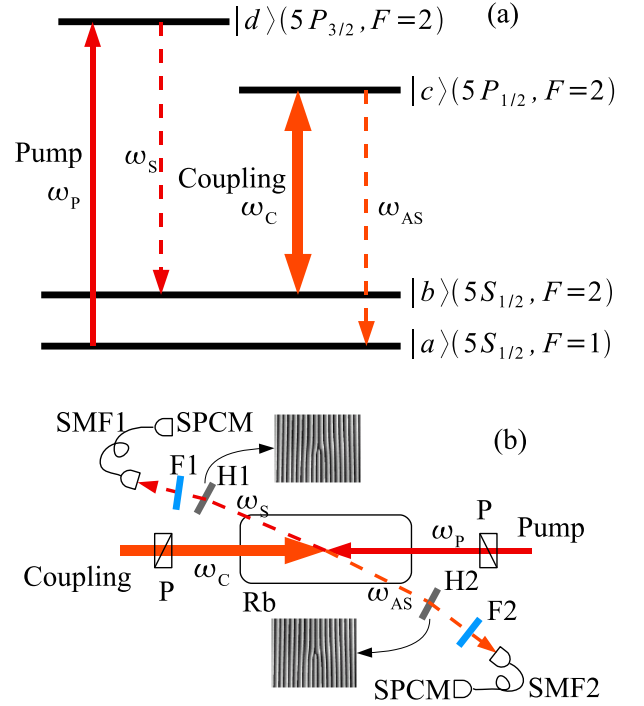 |d⟩(5P3/2, F=2) (a)
|c⟩(5P1/2, F=2)
ωS
Pump
ωP
Coupling
ωC
ωAS
|b⟩(5S1/2, F=2)
|a⟩(5S1/2, F=1)
(b)
SMF1 SPCM
F1 H1
ωS
P
ωP Pump
Coupling ωC
P
Rb ωAS
H2
F2
SPCM SMF2